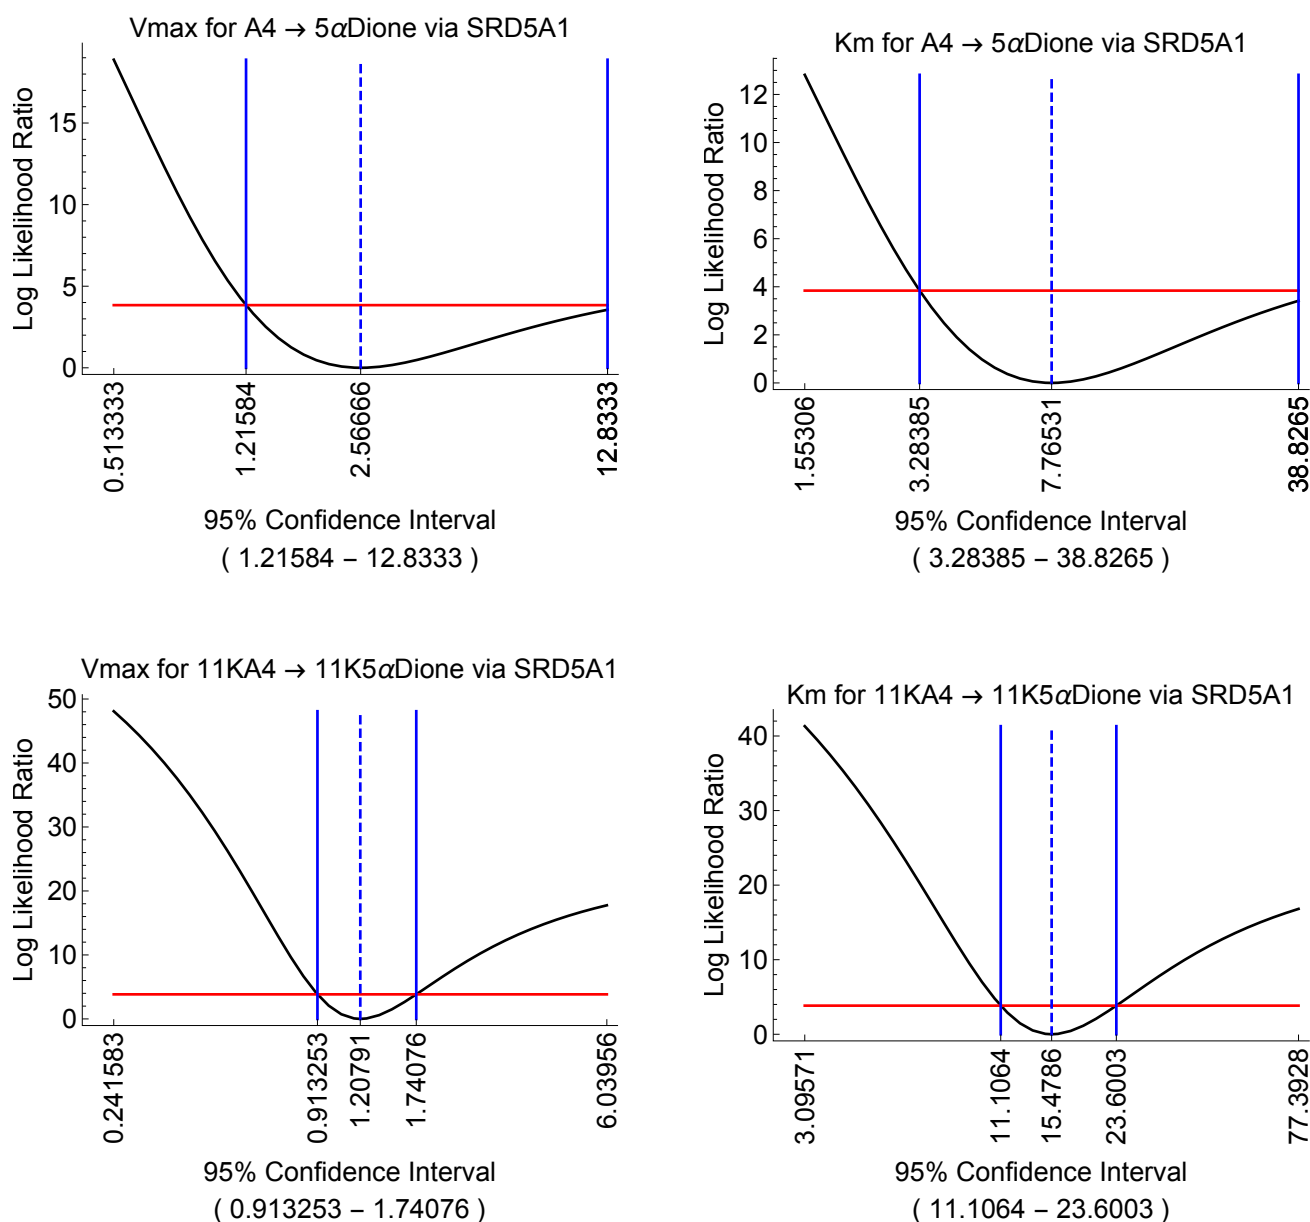 Vmax for A4 → 5αDione via SRD5A1
Log Likelihood Ratio
15
10
5
0
0.513333
1.21584
2.56666
12.8333
95% Confidence Interval
( 1.21584 – 12.8333 )
Km for A4 → 5αDione via SRD5A1
Log Likelihood Ratio
12
10
8
6
4
2
0
1.55306
3.28385
7.76531
38.8265
95% Confidence Interval
( 3.28385 – 38.8265 )
Vmax for 11KA4 → 11K5αDione via SRD5A1
Log Likelihood Ratio
50
40
30
20
10
0
0.241583
0.913253
1.20791
1.74076
6.03956
95% Confidence Interval
( 0.913253 – 1.74076 )
Km for 11KA4 → 11K5αDione via SRD5A1
Log Likelihood Ratio
40
30
20
10
0
3.09571
11.1064
15.4786
23.6003
77.3928
95% Confidence Interval
( 11.1064 – 23.6003 )